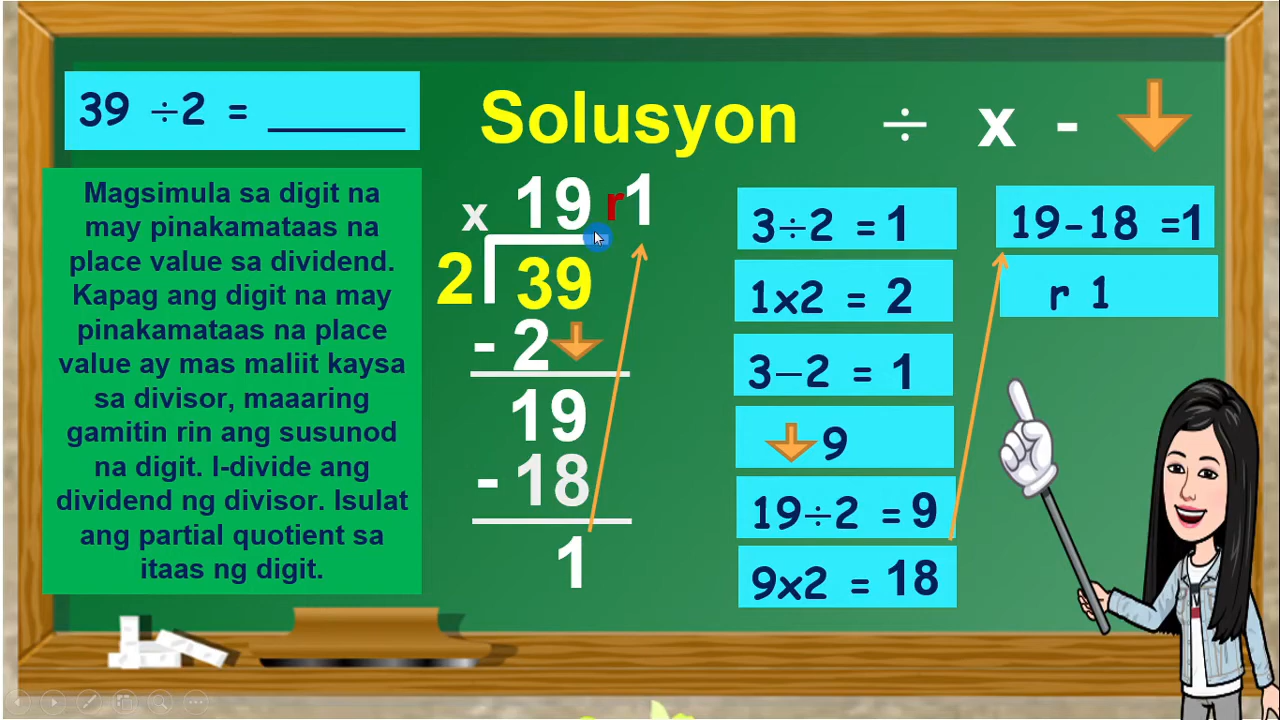 39 ÷2 = ______
Solusyon ÷ x -
Magsimula sa digit na
may pinakamataas na
place value sa dividend.
Kapag ang digit na may
pinakamataas na place
value ay mas maliit kaysa
sa divisor, maaaring
gamitin rin ang susunod
na digit. I-divide ang
dividend ng divisor. Isulat
ang partial quotient sa
itaas ng digit.
x 19 r1
2 39
- 2
19
- 18
1
3÷2 = 1
1x2 = 2
3–2 = 1
9
19÷2 = 9
9x2 = 18
19-18 =1
r 1